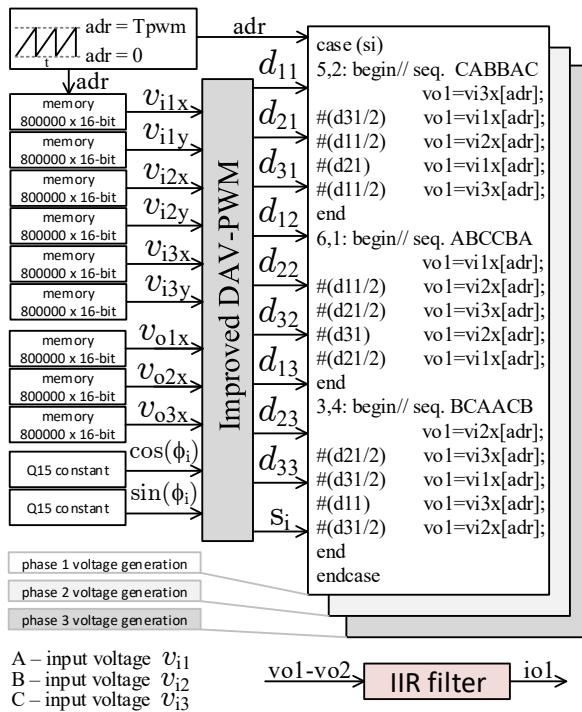 adr = Tpwm
adr = 0
t
adr
adr
memory
800000 x 16-bit
memory
800000 x 16-bit
memory
800000 x 16-bit
memory
800000 x 16-bit
memory
800000 x 16-bit
memory
800000 x 16-bit
memory
800000 x 16-bit
memory
800000 x 16-bit
memory
800000 x 16-bit
Q15 constant
Q15 constant
vi1x
vi1y
vi2x
vi2y
vi3x
vi3y
vo1x
vo2x
vo3x
cos(ϕi)
sin(ϕi)
Improved DAV-PWM
d11
d21
d31
d12
d22
d32
d13
d23
d33
si
case (si)
5,2: begin// seq. CABBAC
vo1=vi3x[adr];
#(d31/2) vo1=vi1x[adr];
#(d11/2) vo1=vi2x[adr];
#(d21) vo1=vi1x[adr];
#(d11/2) vo1=vi3x[adr];
end
6,1: begin// seq. ABCCBA
vo1=vi1x[adr];
#(d11/2) vo1=vi2x[adr];
#(d21/2) vo1=vi3x[adr];
#(d31) vo1=vi2x[adr];
#(d21/2) vo1=vi1x[adr];
end
3,4: begin// seq. BCAACB
vo1=vi2x[adr];
#(d21/2) vo1=vi3x[adr];
#(d31/2) vo1=vi1x[adr];
#(d11) vo1=vi3x[adr];
#(d31/2) vo1=vi2x[adr];
end
endcase
phase 1 voltage generation
phase 2 voltage generation
phase 3 voltage generation
A – input voltage vi1
B – input voltage vi2
C – input voltage vi3
vo1-vo2
IIR filter
io1